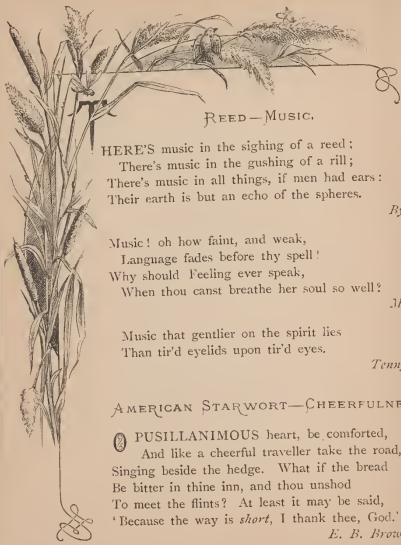 REED—MUSIC.
THERE'S music in the sighing of a reed;
There's music in the gushing of a rill;
There's music in all things, if men had ears:
Their earth is but an echo of the spheres.
By
Music! oh how faint, and weak,
Language fades before thy spell!
Why should Feeling ever speak,
When thou canst breathe her soul so well?
M
Music that gentlier on the spirit lies
Than tir'd eyelids upon tir'd eyes.
Tenny
AMERICAN STARWORT—CHEERFULNE
O PUSILLANIMOUS heart, be comforted,
And like a cheerful traveller take the road,
Singing beside the hedge. What if the bread
Be bitter in thine inn, and thou unshod
To meet the flints? At least it may be said,
'Because the way is short, I thank thee, God.'
E. B. Brow